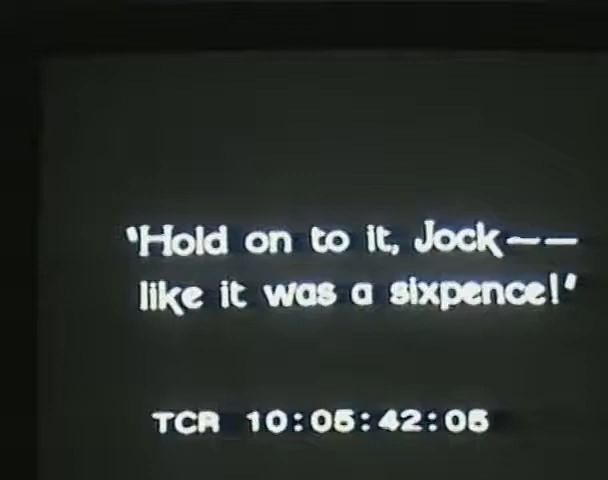 'Hold on to it, Jock——
like it was a sixpence!'
TCR 10:05:42:05